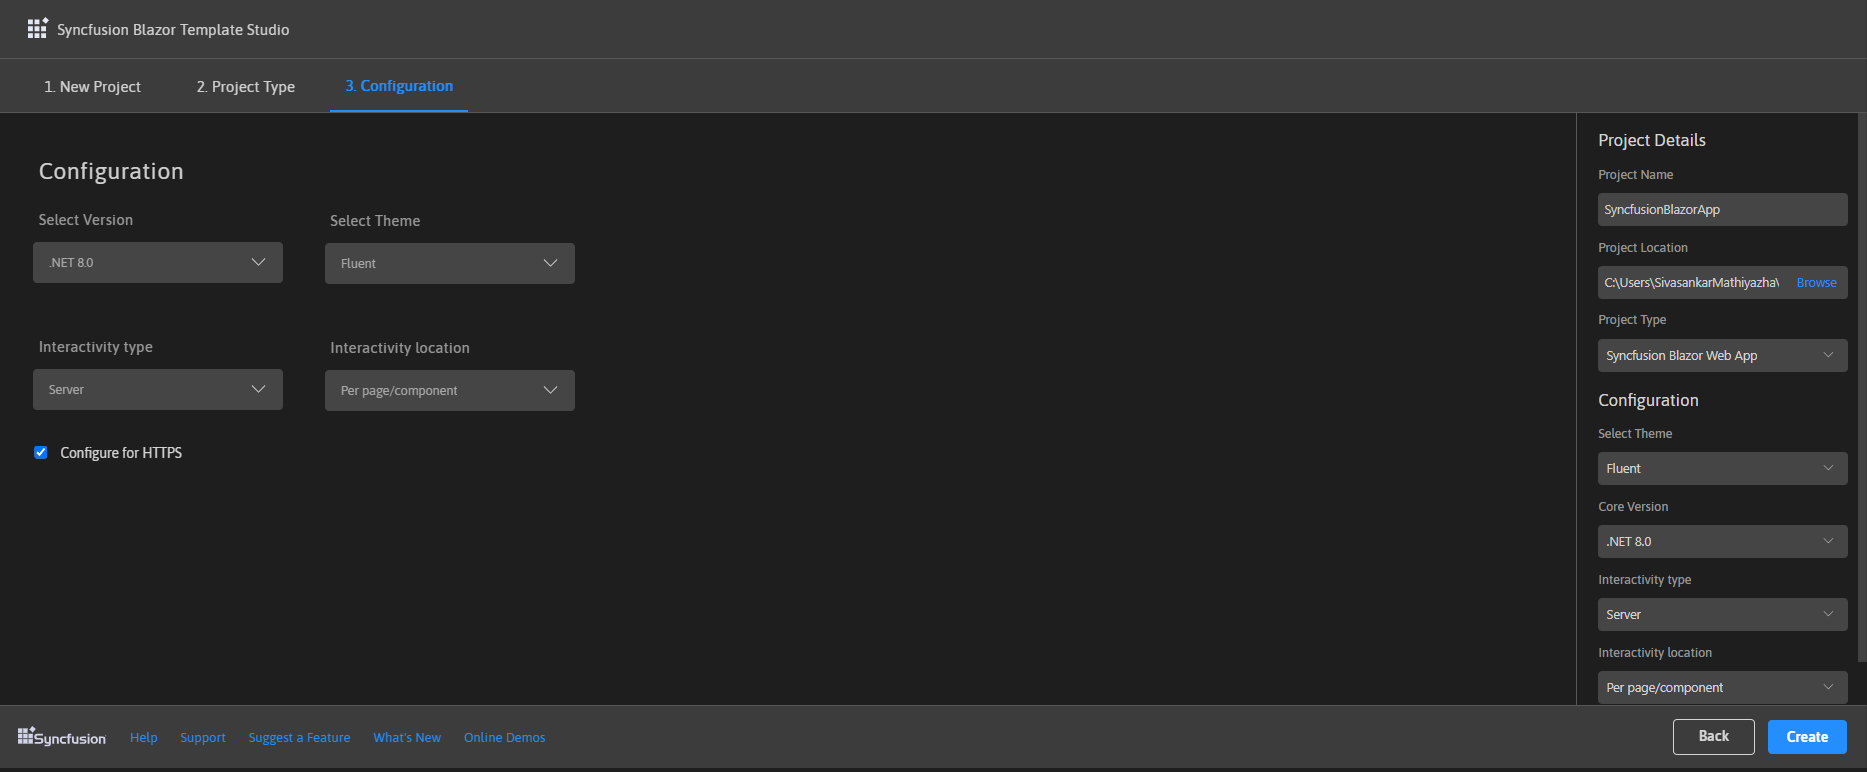 Syncfusion Blazor Template Studio
1. New Project
2. Project Type
3. Configuration
Configuration
Select Version
Select Theme
.NET 8.0
Fluent
Interactivity type
Interactivity location
Server
Per page/component
Configure for HTTPS
Project Details
Project Name
SyncfusionBlazorApp
Project Location
C:\Users\SivasankarMathiyazha\
Browse
Project Type
Syncfusion Blazor Web App
Configuration
Select Theme
Fluent
Core Version
.NET 8.0
Interactivity type
Server
Interactivity location
Per page/component
Syncfusion
Help
Support
Suggest a Feature
What's New
Online Demos
Back
Create